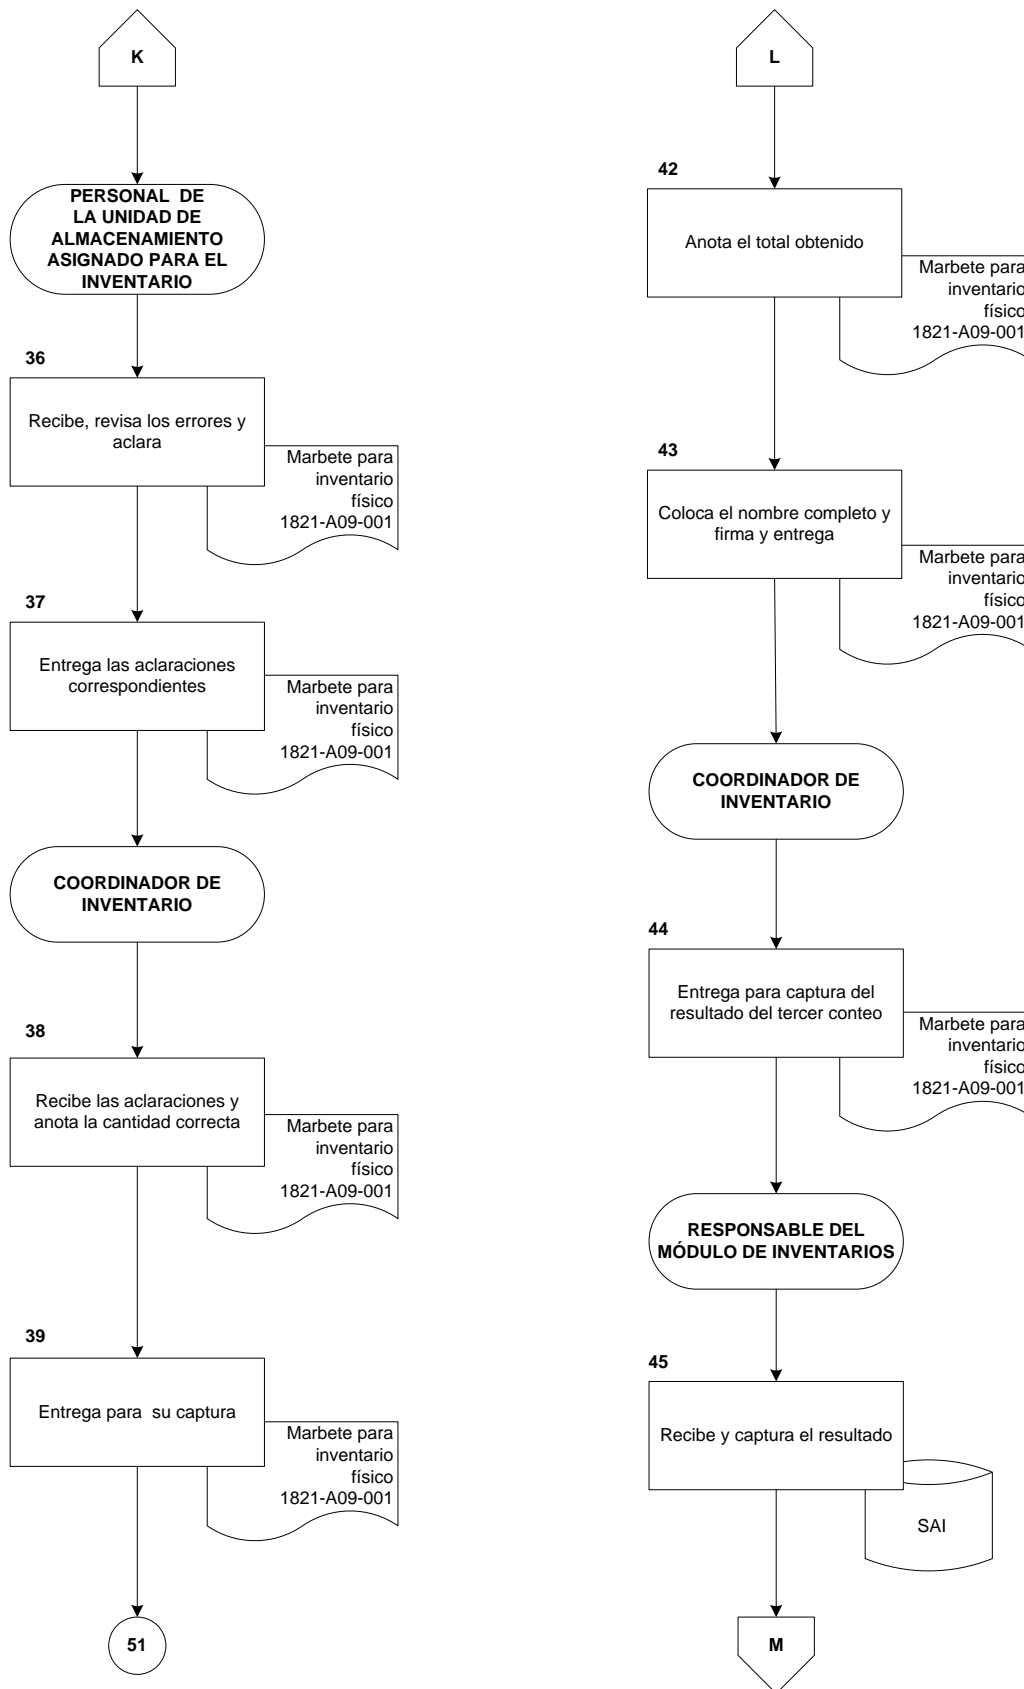 K
PERSONAL DE
LA UNIDAD DE
ALMACENAMIENTO
ASIGNADO PARA EL
INVENTARIO
36
Recibe, revisa los errores y
aclara
Marbete para
inventario
físico
1821-A09-001
37
Entrega las aclaraciones
correspondientes
Marbete para
inventario
físico
1821-A09-001
COORDINADOR DE
INVENTARIO
38
Recibe las aclaraciones y
anota la cantidad correcta
Marbete para
inventario
físico
1821-A09-001
39
Entrega para su captura
Marbete para
inventario
físico
1821-A09-001
51
L
42
Anota el total obtenido
Marbete para
inventario
físico
1821-A09-001
43
Coloca el nombre completo y
firma y entrega
Marbete para
inventario
físico
1821-A09-001
COORDINADOR DE
INVENTARIO
44
Entrega para captura del
resultado del tercer conteo
Marbete para
inventario
físico
1821-A09-001
RESPONSABLE DEL
MÓDULO DE INVENTARIOS
45
Recibe y captura el resultado
SAI
M